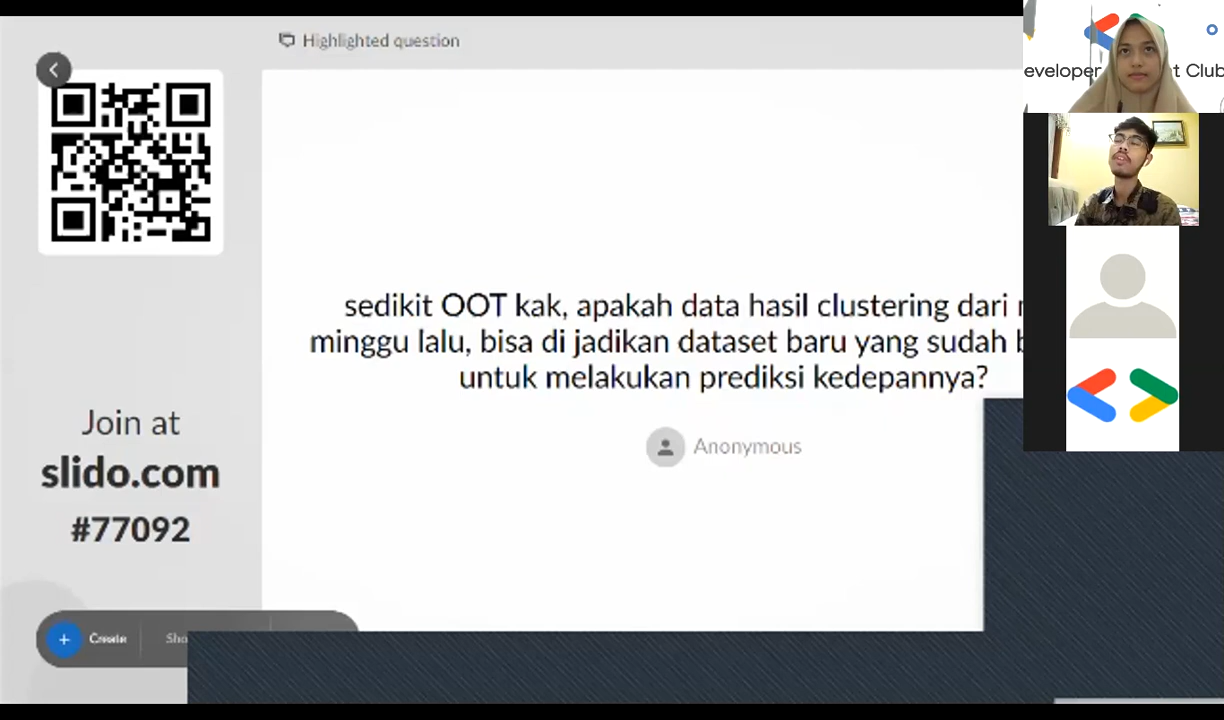 Highlighted question
sedikit OOT kak, apakah data hasil clustering dari
minggu lalu, bisa di jadikan dataset baru yang sudah
untuk melakukan prediksi kedepannya?
Anonymous
Join at
slido.com
#77092
Create
eveloper t Club